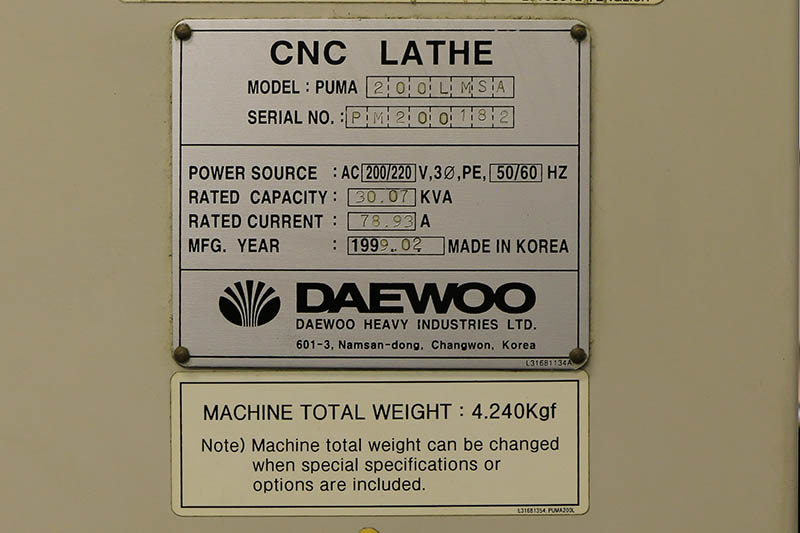 CNC LATHE
MODEL: PUMA 200LMSA
SERIAL NO.: PM200182
POWER SOURCE : AC 200/220 V,3Ø,PE, 50/60 HZ
RATED CAPACITY: 30.07 KVA
RATED CURRENT : 78.93 A
MFG. YEAR : 1999.02 MADE IN KOREA
DAEWOO
DAEWOO HEAVY INDUSTRIES LTD.
601-3, Namsan-dong, Changwon, Korea
L31681134A
MACHINE TOTAL WEIGHT : 4.240Kgf
Note) Machine total weight can be changed
when special specifications or
options are included.
L31681354 PUMA200L